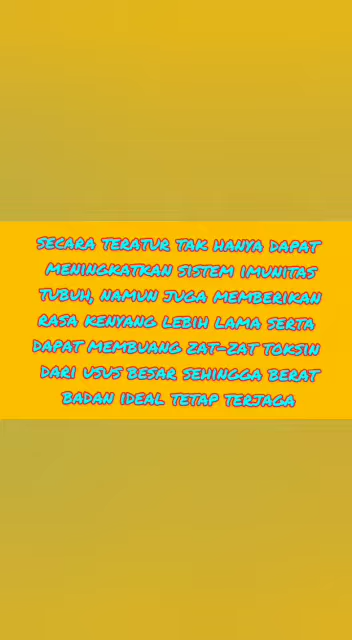 SECARA TERATUR TAK HANYA DAPAT
MENINGKATKAN SISTEM IMUNITAS
TUBUH, NAMUN JUGA MEMBERIKAN
RASA KENYANG LEBIH LAMA SERTA
DAPAT MEMBUANG ZAT-ZAT TOKSIN
DARI USUS BESAR SEHINGGA BERAT
BADAN IDEAL TETAP TERJAGA